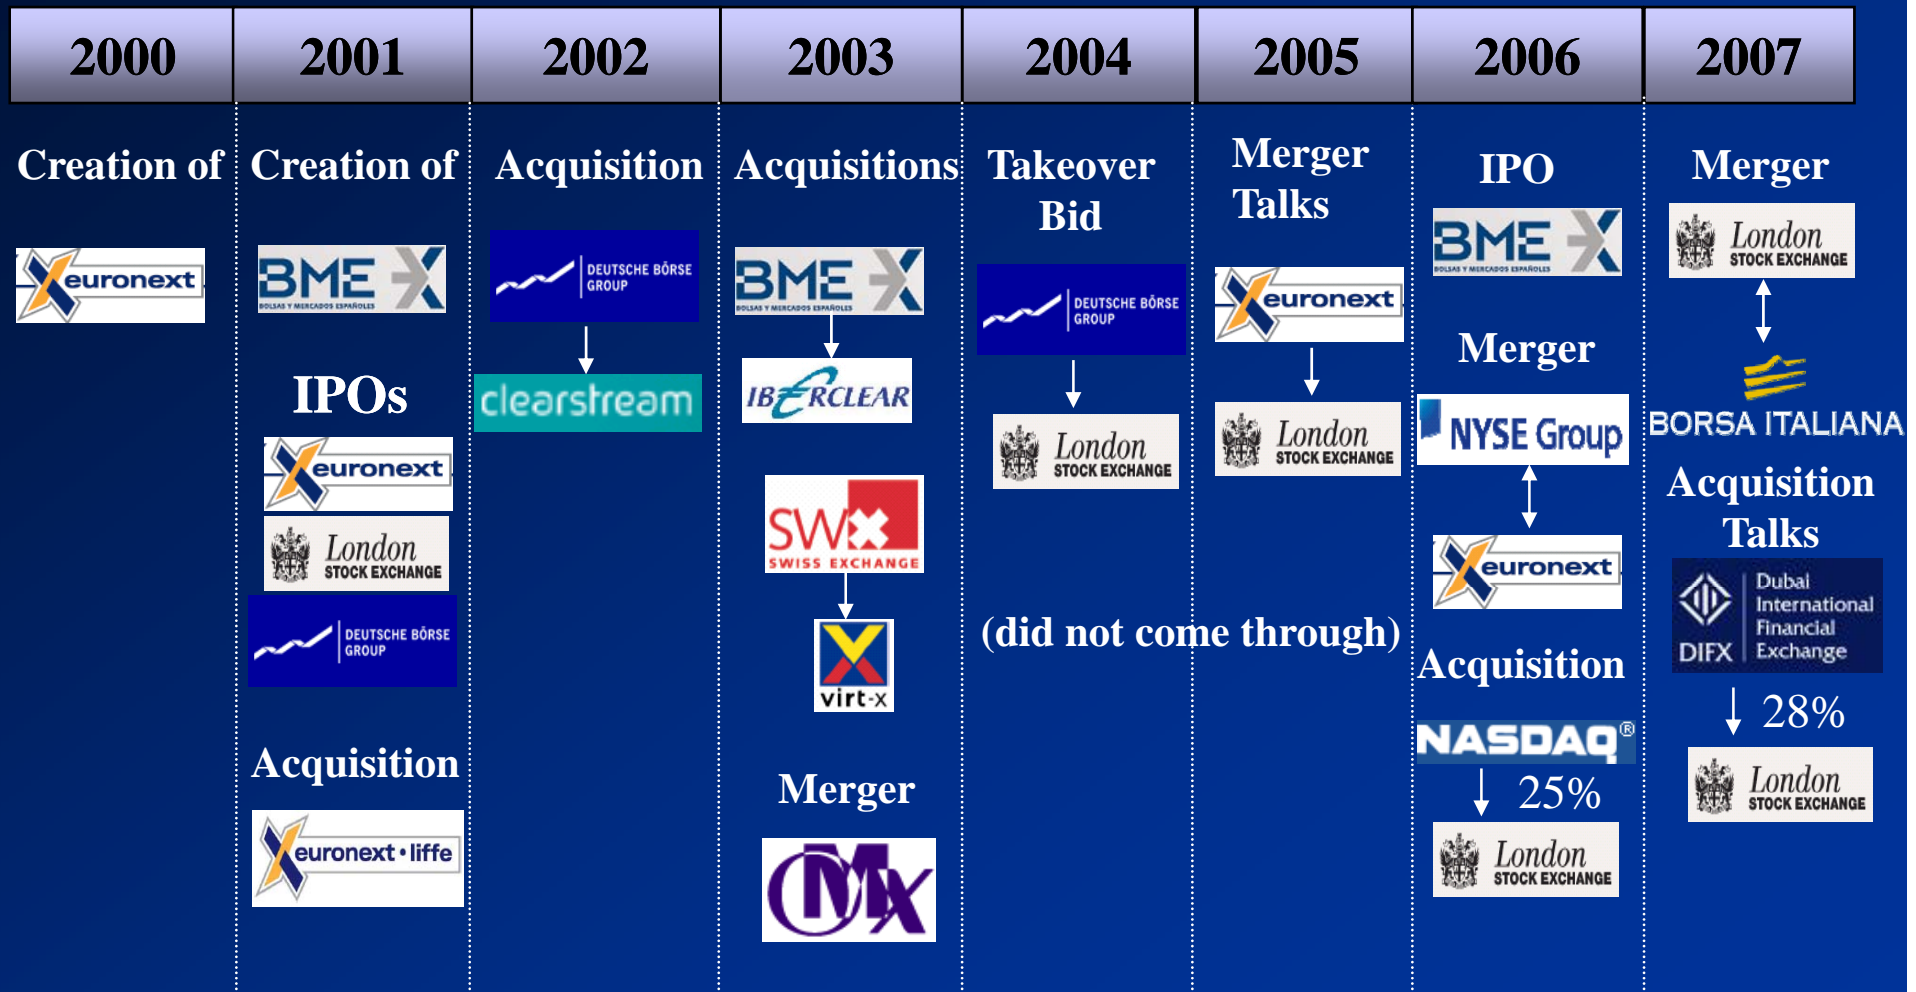 2000
2001
2002
2003
2004
2005
2006
2007
Creation of
euronext
Creation of
BME X
BOLSAS Y MERCADOS ESPAÑOLES
IPOs
euronext
London
STOCK EXCHANGE
DEUTSCHE BÖRSE
GROUP
Acquisition
euronext•liffe
Acquisition
DEUTSCHE BÖRSE
GROUP
clearstream
Acquisitions
BME X
BOLSAS Y MERCADOS ESPAÑOLES
IBERCLEAR
SWX
SWISS EXCHANGE
virt-x
Merger
OMX
Takeover
Bid
DEUTSCHE BÖRSE
GROUP
London
STOCK EXCHANGE
(did not come through)
Merger
Talks
euronext
London
STOCK EXCHANGE
IPO
BME X
BOLSAS Y MERCADOS ESPAÑOLES
Merger
NYSE Group
euronext
Acquisition
NASDAQ®
25%
London
STOCK EXCHANGE
Merger
London
STOCK EXCHANGE
BORSA ITALIANA
Acquisition
Talks
DIFX
Dubai
International
Financial
Exchange
28%
London
STOCK EXCHANGE